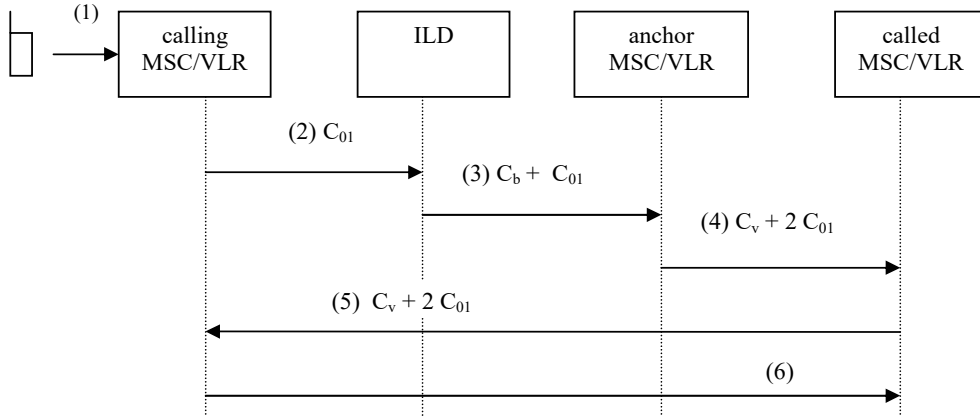 (1)
calling
MSC/VLR
ILD
anchor
MSC/VLR
called
MSC/VLR
(2) C₀₁
(3) Cb + C₀₁
(4) Cv + 2 C₀₁
(5) Cv + 2 C₀₁
(6)